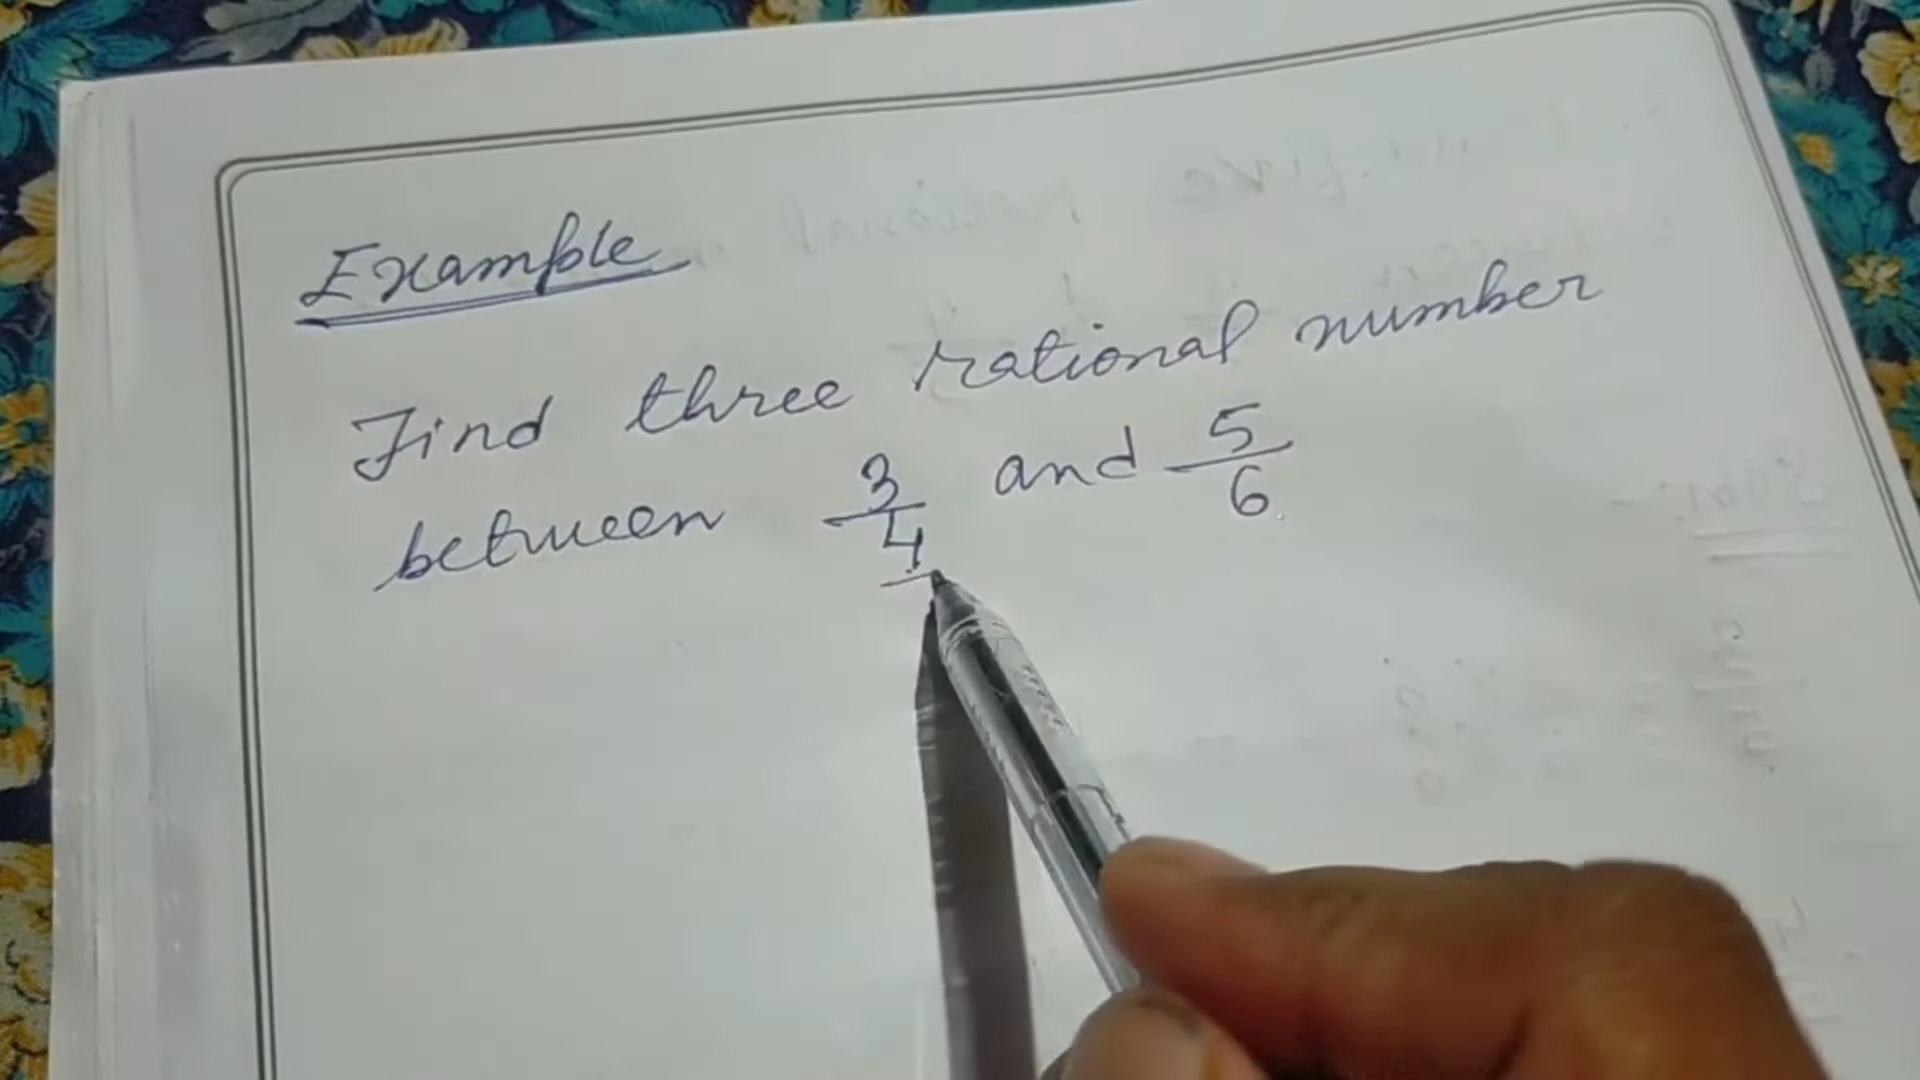 Example
Find three rational number
between 3/4 and 5/6